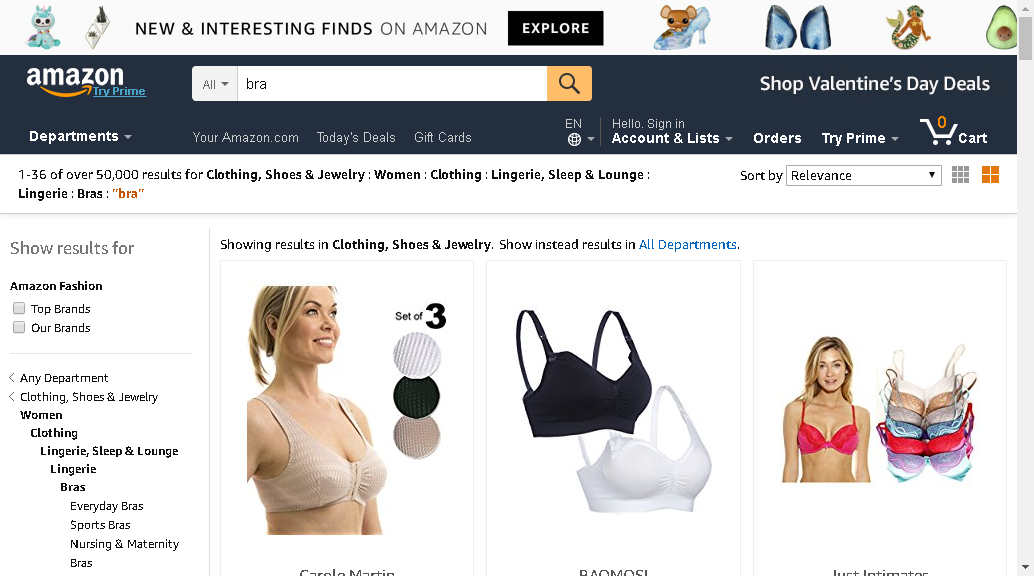 NEW & INTERESTING FINDS ON AMAZON EXPLORE
amazon
Try Prime
All
bra
Shop Valentine's Day Deals
Departments
Your Amazon.com Today's Deals Gift Cards
EN
Hello. Sign in
Account & Lists
Orders
Try Prime
0
Cart
1-36 of over 50,000 results for Clothing, Shoes & Jewelry : Women : Clothing : Lingerie, Sleep & Lounge :
Lingerie : Bras : "bra"
Sort by Relevance
Show results for
Amazon Fashion
Top Brands
Our Brands
Any Department
Clothing, Shoes & Jewelry
Women
Clothing
Lingerie, Sleep & Lounge
Lingerie
Bras
Everyday Bras
Sports Bras
Nursing & Maternity
Bras
Showing results in Clothing, Shoes & Jewelry. Show instead results in All Departments.
Set of 3
Carole Martin
BAOMOSI
Just Intimates